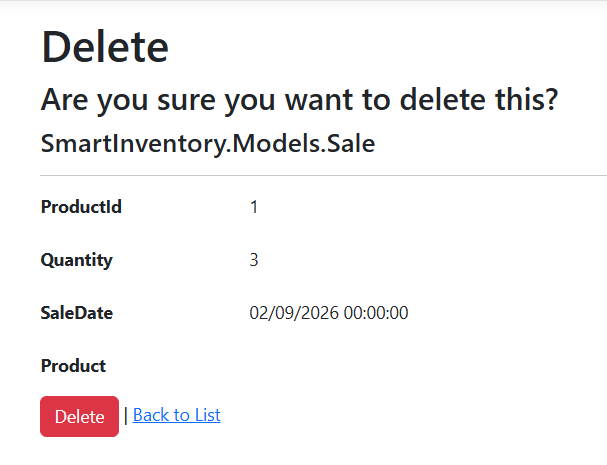 Delete
Are you sure you want to delete this?
SmartInventory.Models.Sale
ProductId 1
Quantity 3
SaleDate 02/09/2026 00:00:00
Product
Delete | Back to List